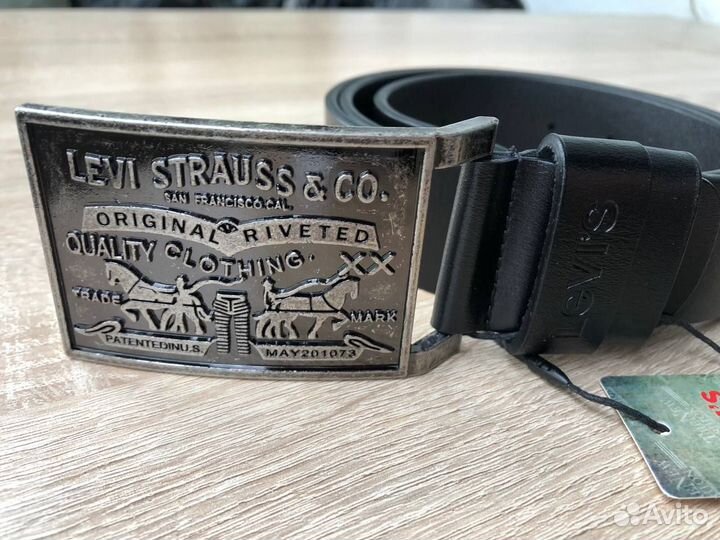 LEVI STRAUSS & CO.
SAN FRANCISCO.CAL.
ORIGINAL RIVETED
QUALITY CLOTHING. XX
TRADE MARK
PATENTEDINU.S. MAY201073
Levi's
Avito